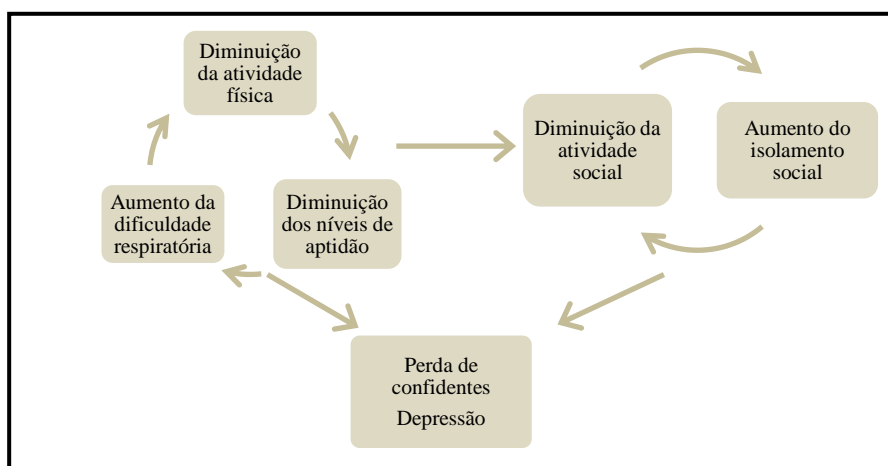 Diminuição
da atividade
física
Diminuição da
atividade
social
Aumento do
isolamento
social
Aumento da
dificuldade
respiratória
Diminuição
dos níveis de
aptidão
Perda de
confidentes
Depressão